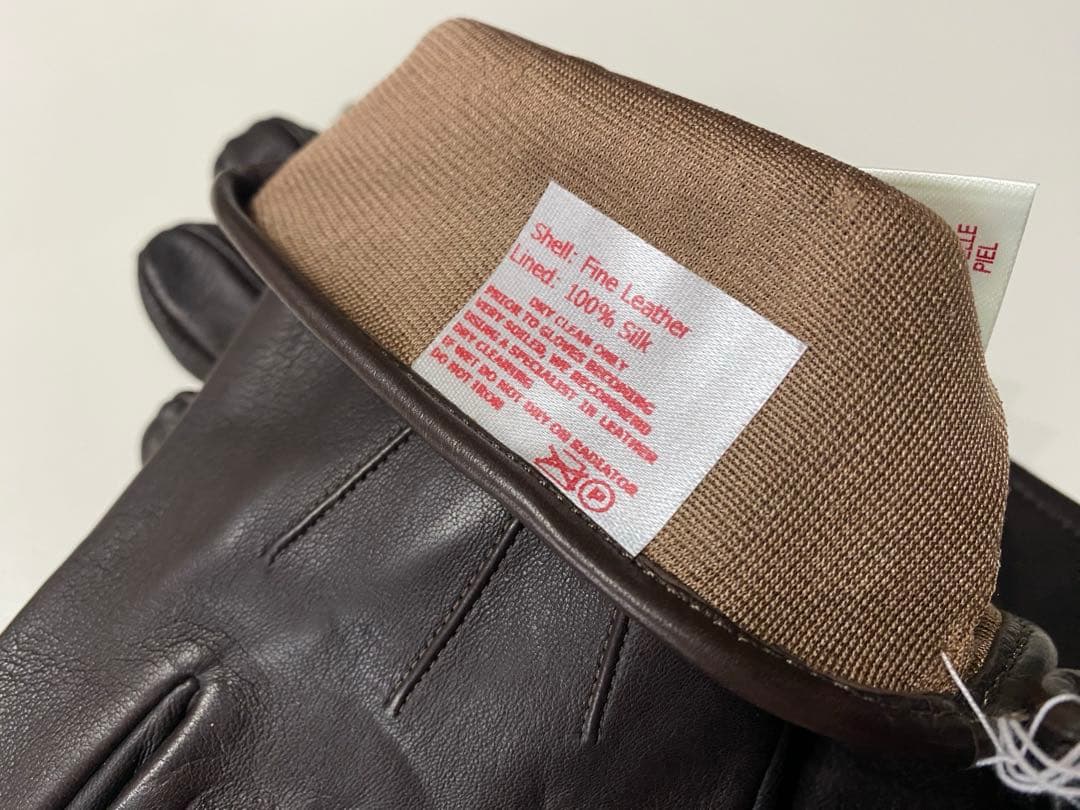 Shell: Fine Leather
Lined: 100% Silk
DRY CLEAN ONLY
PRIOR TO GLOVES BECOMING
VERY SOILED, WE RECOMMEND
USING A SPECIALIST IN LEATHER
DRY CLEANING
IF WET DO NOT DRY ON RADIATOR
DO NOT IRON
P
PIEL